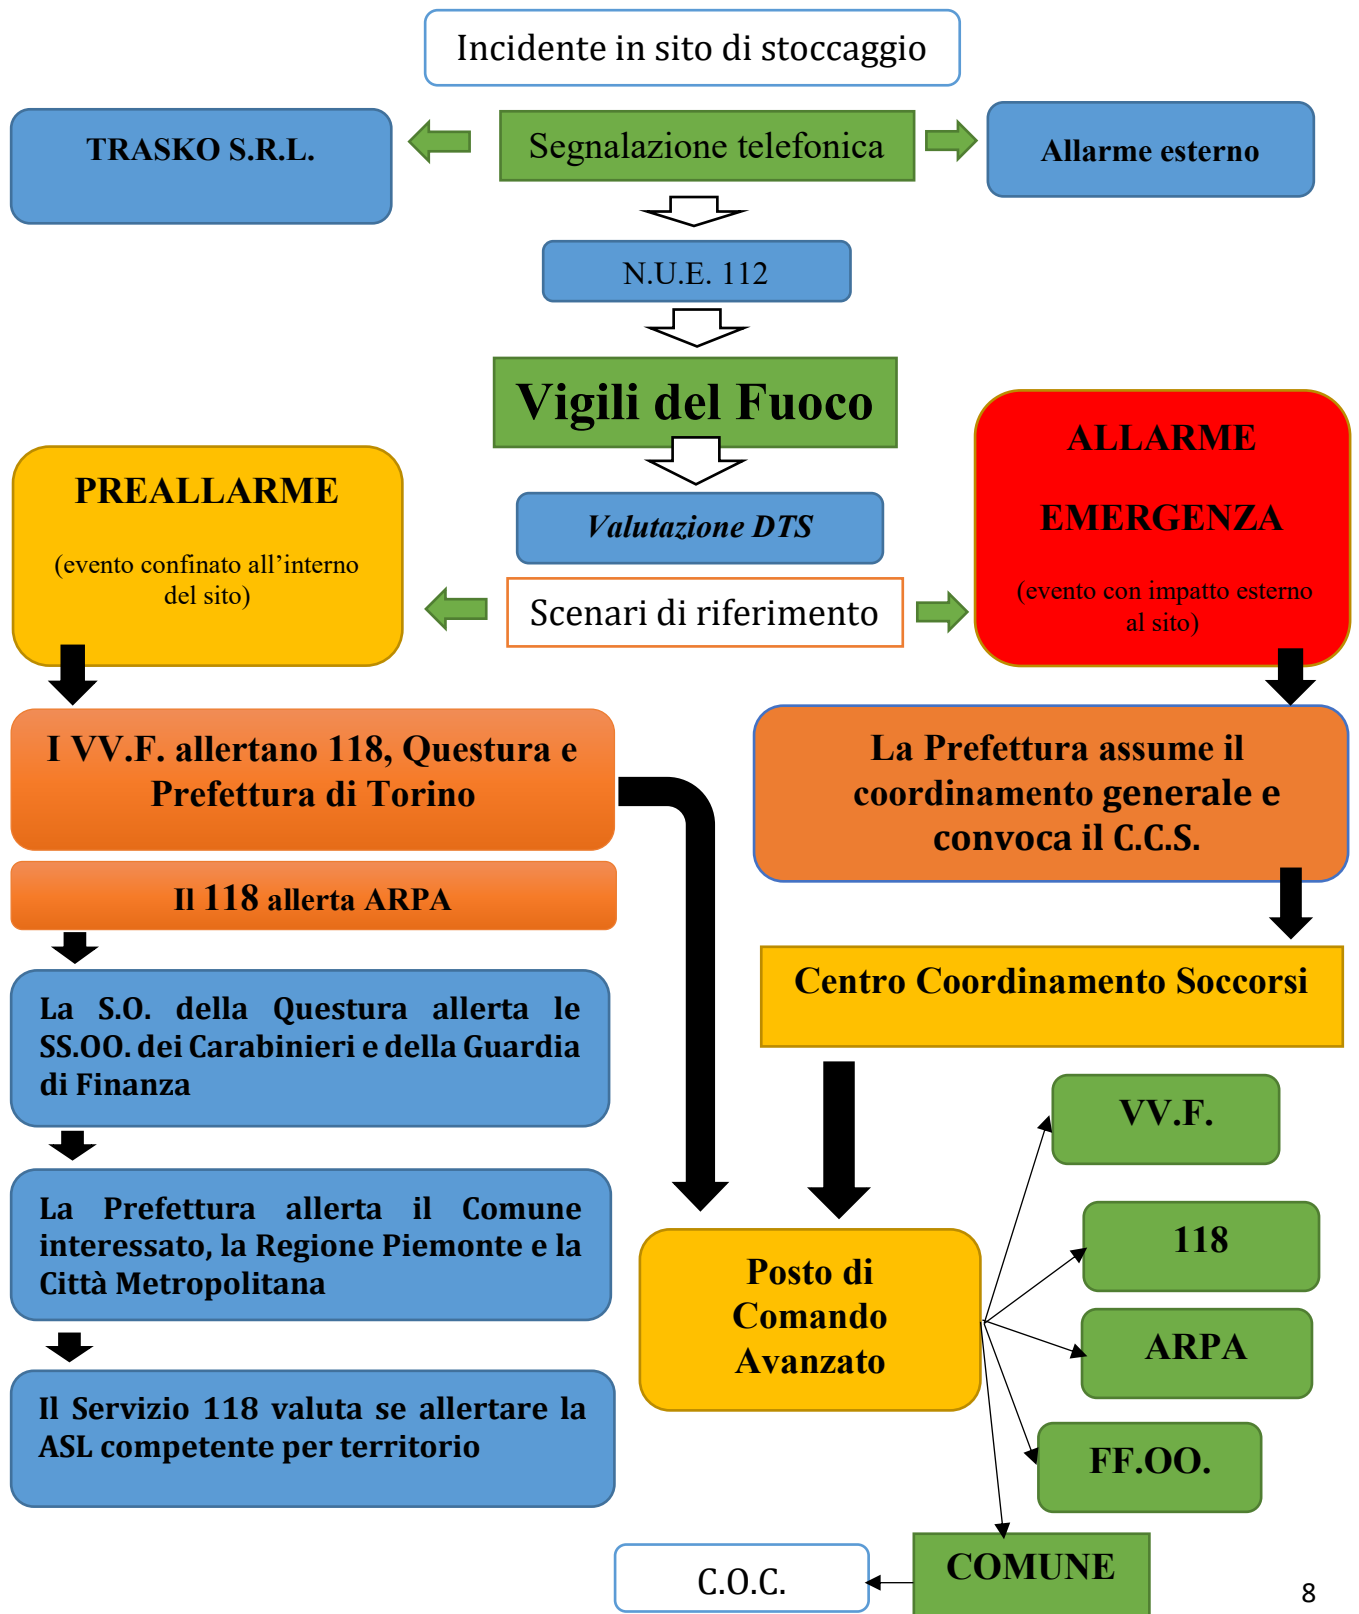 Incidente in sito di stoccaggio
TRASKO S.R.L.
Segnalazione telefonica
Allarme esterno
N.U.E. 112
Vigili del Fuoco
PREALLARME
(evento confinato all’interno
del sito)
Valutazione DTS
Scenari di riferimento
ALLARME
EMERGENZA
(evento con impatto esterno
al sito)
I VV.F. allertano 118, Questura e
Prefettura di Torino
Il 118 allerta ARPA
La S.O. della Questura allerta le
SS.OO. dei Carabinieri e della Guardia
di Finanza
La Prefettura allerta il Comune
interessato, la Regione Piemonte e la
Città Metropolitana
Il Servizio 118 valuta se allertare la
ASL competente per territorio
La Prefettura assume il
coordinamento generale e
convoca il C.C.S.
Centro Coordinamento Soccorsi
Posto di
Comando
Avanzato
VV.F.
118
ARPA
FF.OO.
COMUNE
C.O.C.
8